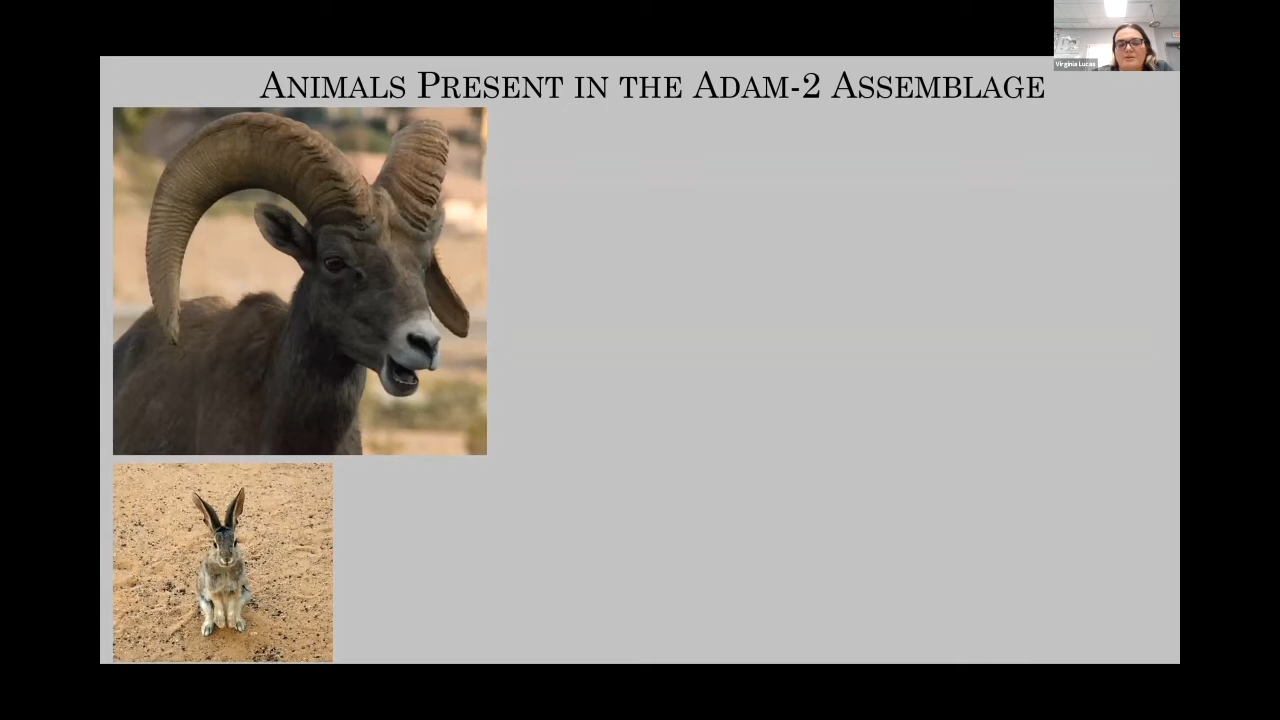 ANIMALS PRESENT IN THE ADAM-2 ASSEMBLAGE
Virginia Lucas